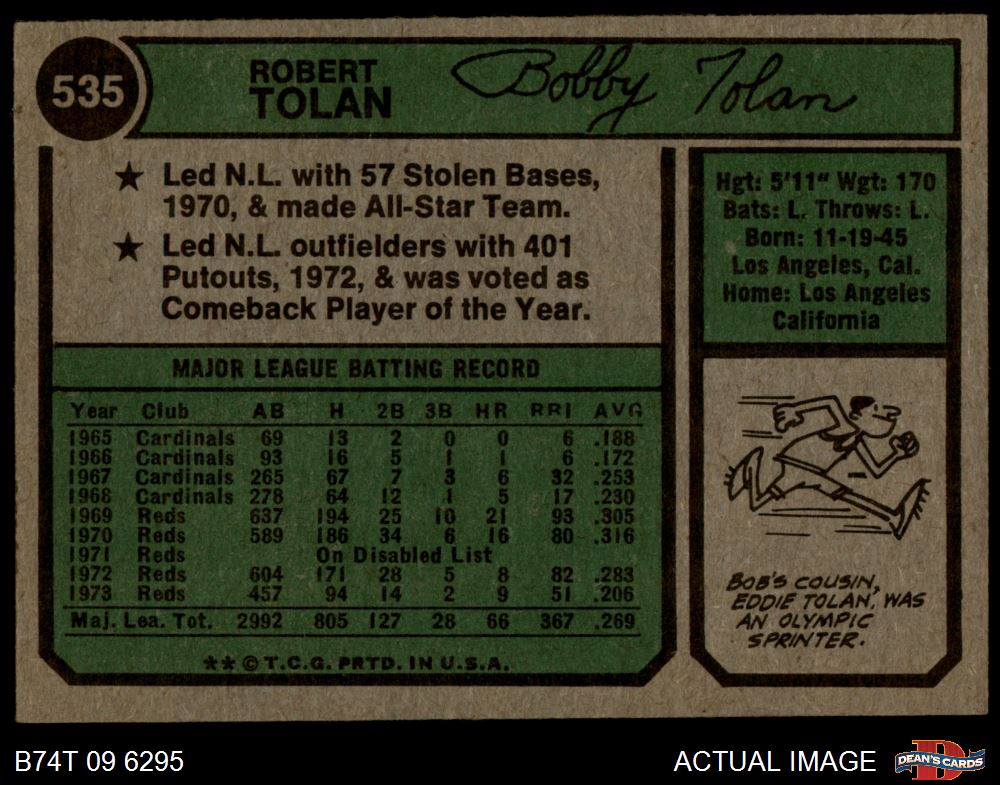 535
ROBERT
TOLAN
Bobby Tolan
★ Led N.L. with 57 Stolen Bases,
1970, & made All-Star Team.
★ Led N.L. outfielders with 401
Putouts, 1972, & was voted as
Comeback Player of the Year.
Hgt: 5'11" Wgt: 170
Bats: L. Throws: L.
Born: 11-19-45
Los Angeles, Cal.
Home: Los Angeles
California
MAJOR LEAGUE BATTING RECORD
Year Club AB H 2B 3B HR RBI AVG
1965 Cardinals 69 13 2 0 0 6 .188
1966 Cardinals 93 16 5 1 1 6 .172
1967 Cardinals 265 67 7 3 6 32 .253
1968 Cardinals 278 64 12 1 5 17 .230
1969 Reds 637 194 25 10 21 93 .305
1970 Reds 589 186 34 6 16 80 .316
1971 Reds On Disabled List
1972 Reds 604 171 28 5 8 82 .283
1973 Reds 457 94 14 2 9 51 .206
Maj. Lea. Tot. 2992 805 127 28 66 367 .269
**©T.C.G. PRTD. IN U.S.A.
BOB'S COUSIN,
EDDIE TOLAN, WAS
AN OLYMPIC
SPRINTER.
B74T 09 6295
ACTUAL IMAGE
D
DEAN'S CARDS